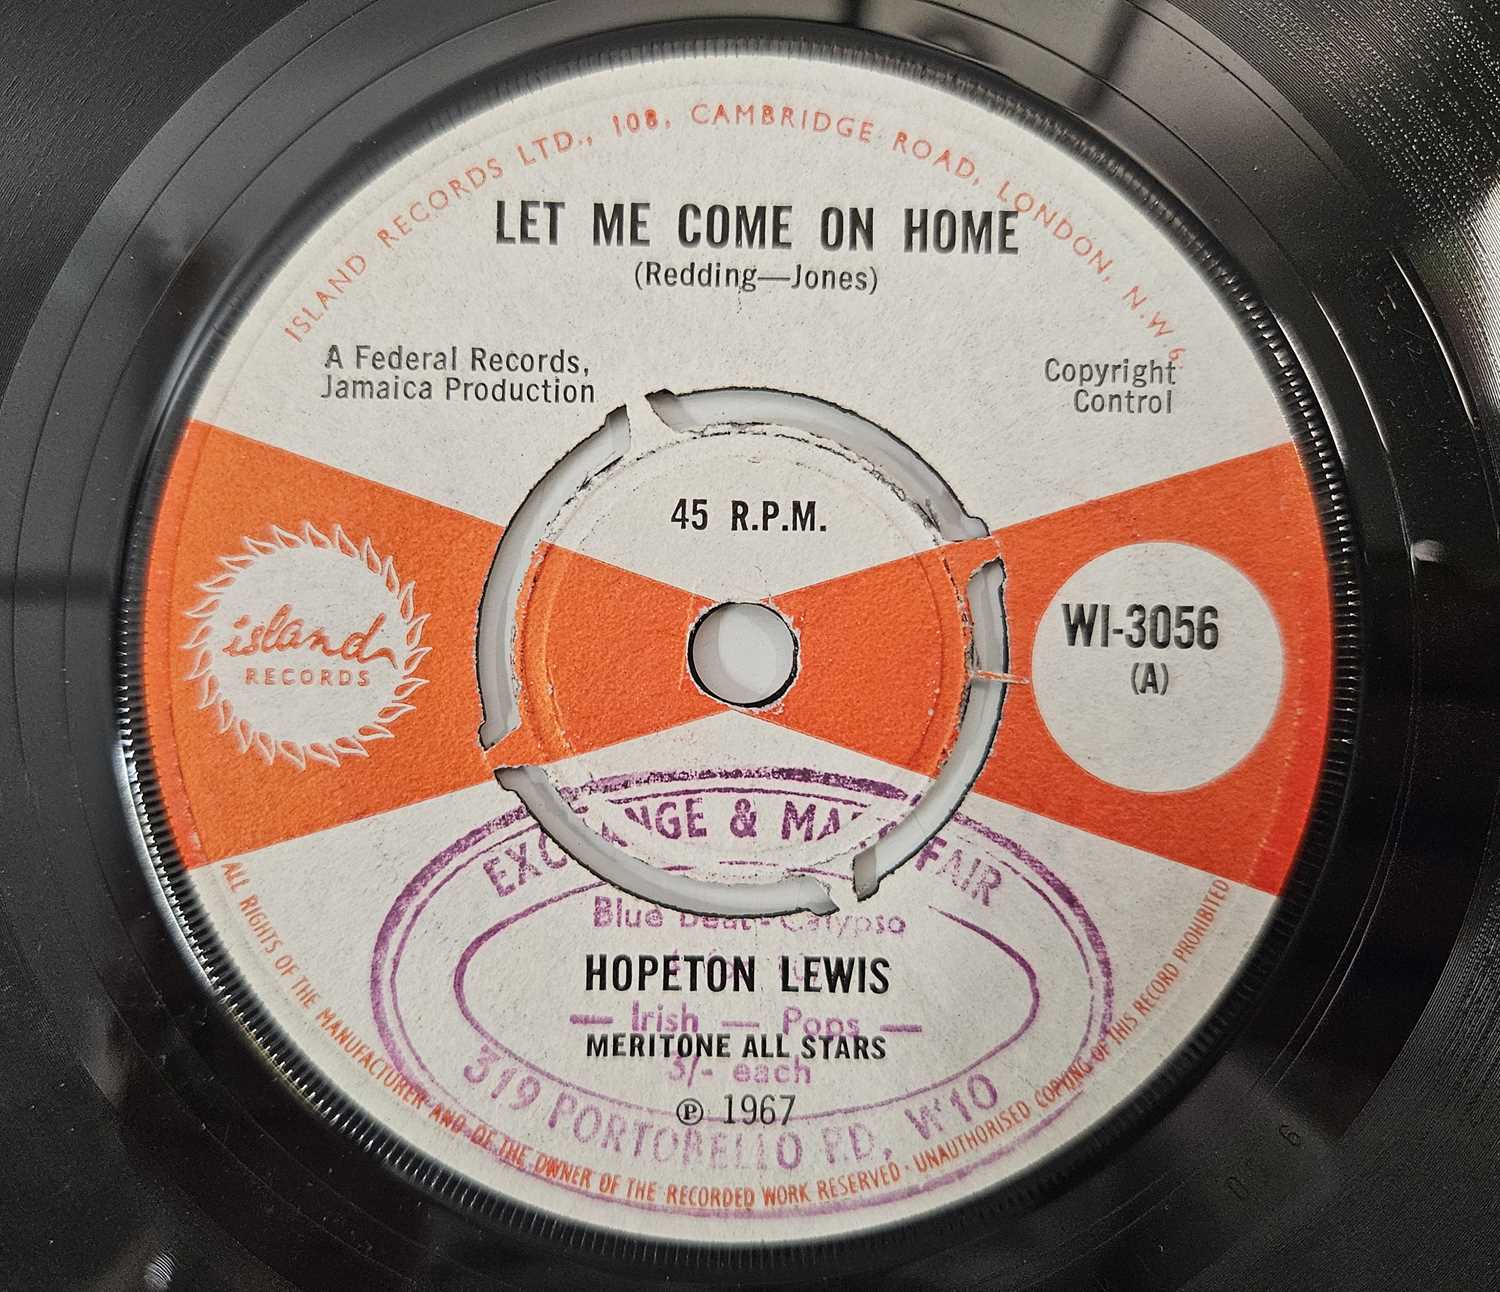 ISLAND RECORDS LTD., 108, CAMBRIDGE ROAD, LONDON, N.W.6
LET ME COME ON HOME
(Redding—Jones)
A Federal Records,
Jamaica Production
Copyright
Control
45 R.P.M.
island
RECORDS
WI-3056
(A)
EXCHANGE & MART FAIR
Blue Beat - Calypso
HOPETON LEWIS
— Irish — Pops —
MERITONE ALL STARS
3/- each
℗ 1967
319 PORTOBELLO RD, W10
ALL RIGHTS OF THE MANUFACTURER AND OF THE OWNER OF THE RECORDED WORK RESERVED · UNAUTHORISED COPYING OF THIS RECORD PROHIBITED